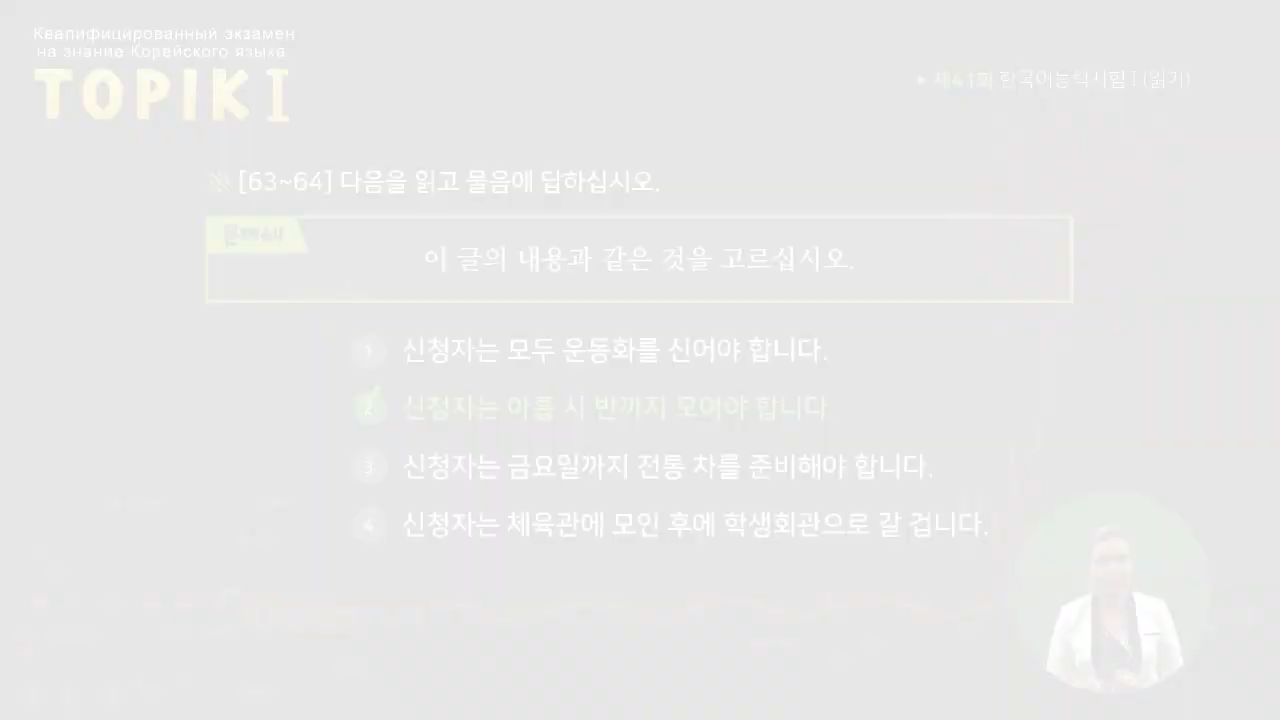 Квалифицированный экзамен
на знание Корейского языка
TOPIK I
▶ 제41회 한국어능력시험 I (읽기)
※ [63~64] 다음을 읽고 물음에 답하십시오.
문제64
이 글의 내용과 같은 것을 고르십시오.
1 신청자는 모두 운동화를 신어야 합니다.
2 신청자는 아홉 시 반까지 모여야 합니다
3 신청자는 금요일까지 전통 차를 준비해야 합니다.
4 신청자는 체육관에 모인 후에 학생회관으로 갈 겁니다.